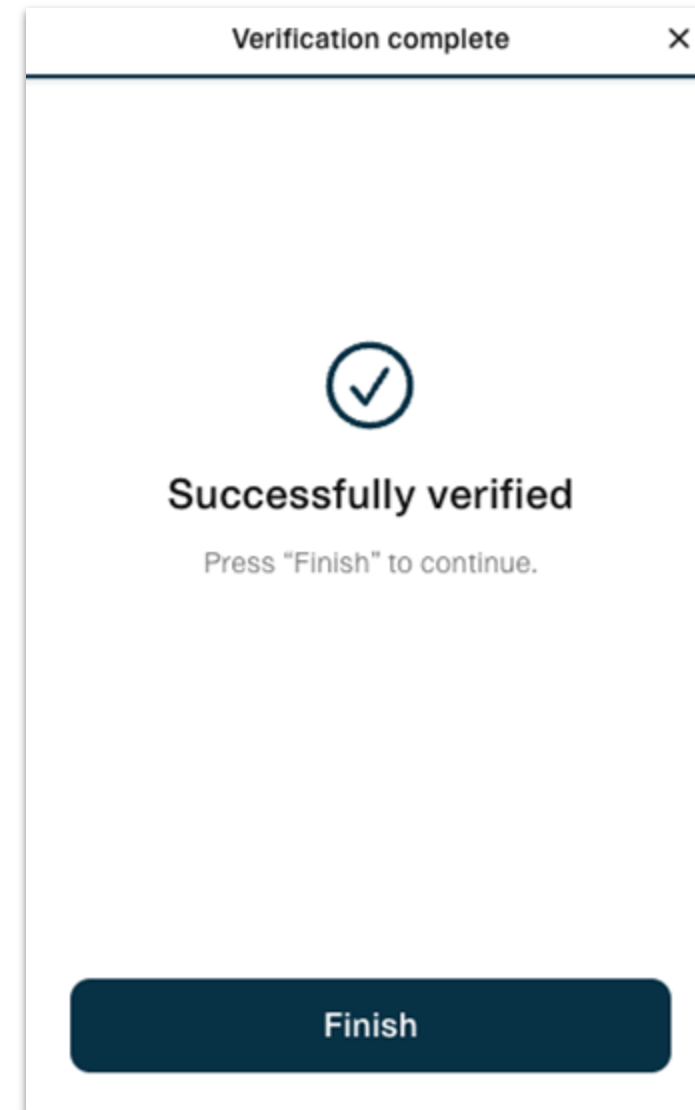 Verification complete
Successfully verified
Press “Finish” to continue.
Finish